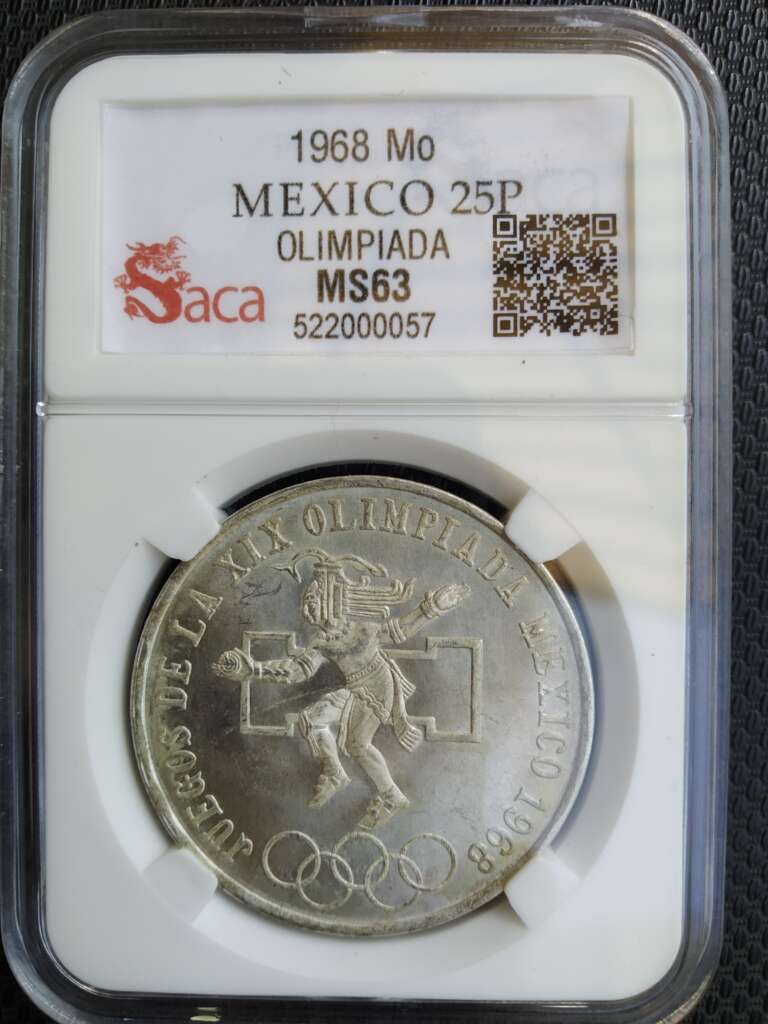 1968 Mo
MEXICO 25P
OLIMPIADA
MS63
522000057
Saca
JUEGOS DE LA XIX OLIMPIADA MEXICO 1968